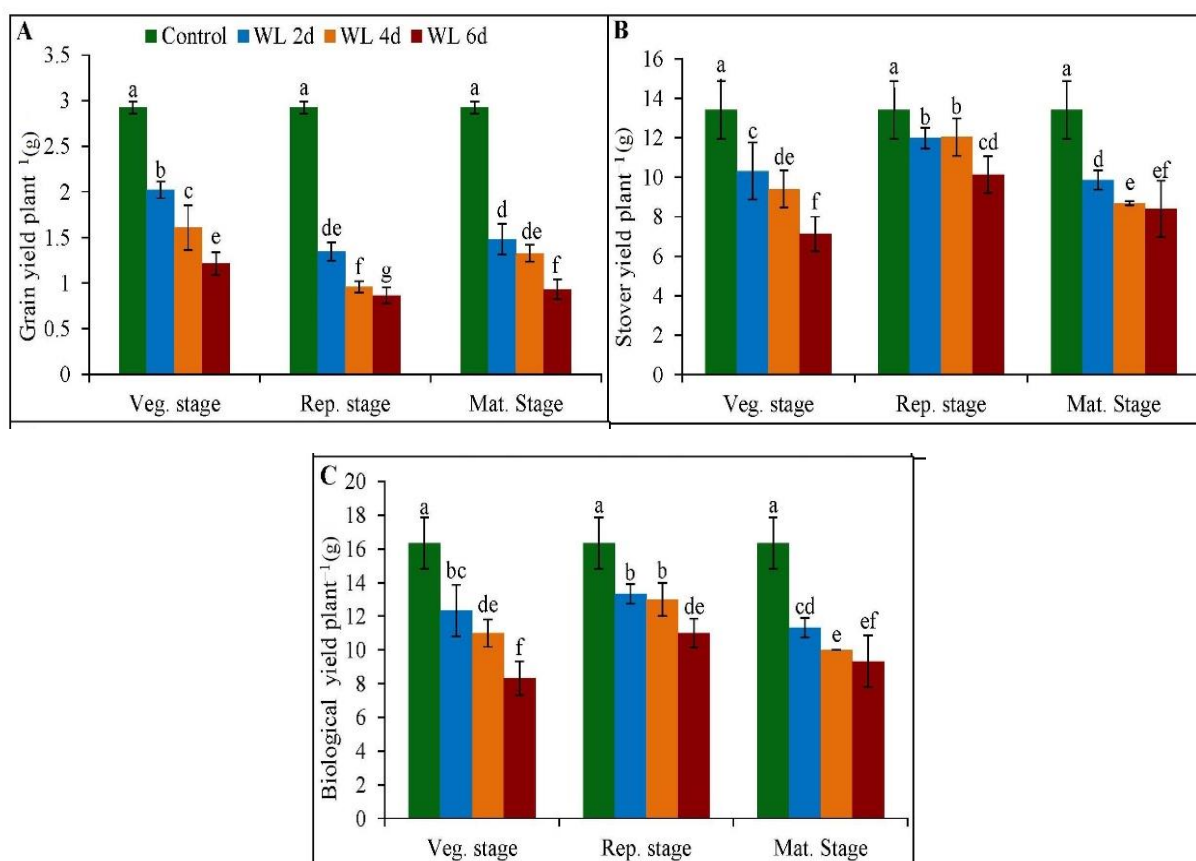 A
Control WL 2d WL 4d WL 6d
Grain yield plant⁻¹(g)
3.5
3
2.5
2
1.5
1
0.5
0
a
b
c
e
a
de
f
g
a
d
de
f
Veg. stage Rep. stage Mat. Stage
B
Stover yield plant⁻¹(g)
16
14
12
10
8
6
4
2
0
a
c
de
f
a
b
b
cd
a
d
e
ef
Veg. stage Rep. stage Mat. Stage
C
Biological yield plant⁻¹(g)
20
18
16
14
12
10
8
6
4
2
0
a
bc
de
f
a
b
b
de
a
cd
e
ef
Veg. stage Rep. stage Mat. Stage